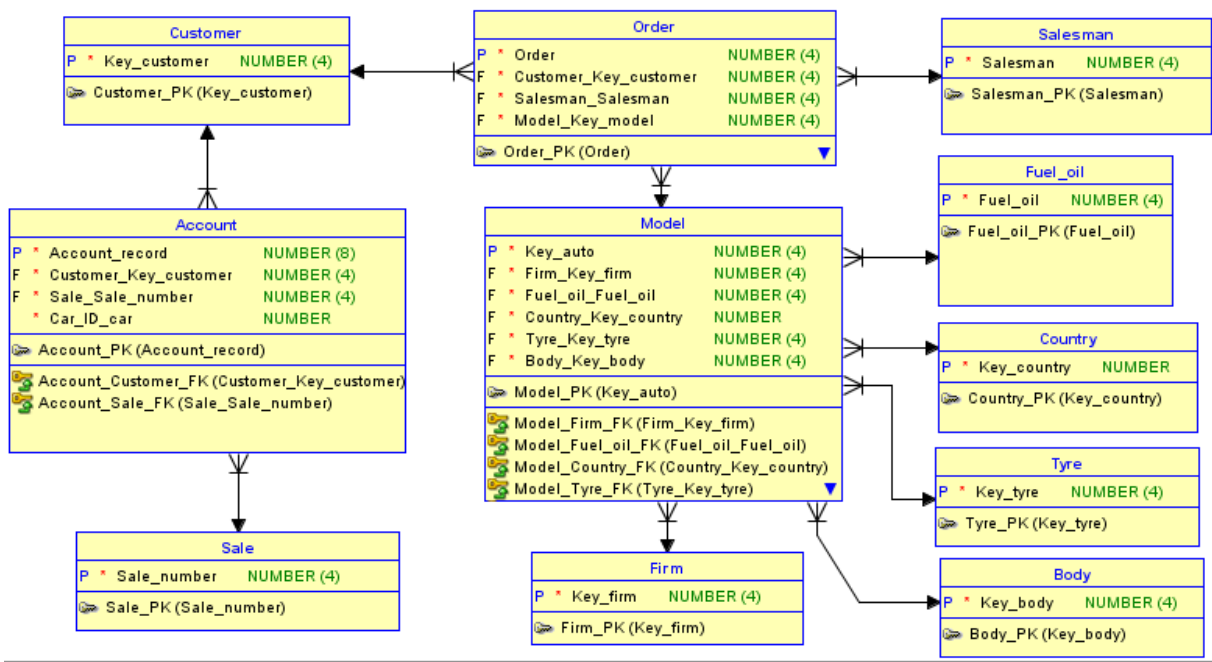 Customer
P * Key_customer NUMBER (4)
Customer_PK (Key_customer)
Order
P * Order NUMBER (4)
F * Customer_Key_customer NUMBER (4)
F * Salesman_Salesman NUMBER (4)
F * Model_Key_model NUMBER (4)
Order_PK (Order)
Salesman
P * Salesman NUMBER (4)
Salesman_PK (Salesman)
Fuel_oil
P * Fuel_oil NUMBER (4)
Fuel_oil_PK (Fuel_oil)
Account
P * Account_record NUMBER (8)
F * Customer_Key_customer NUMBER (4)
F * Sale_Sale_number NUMBER (4)
* Car_ID_car NUMBER
Account_PK (Account_record)
Account_Customer_FK (Customer_Key_customer)
Account_Sale_FK (Sale_Sale_number)
Model
P * Key_auto NUMBER (4)
F * Firm_Key_firm NUMBER (4)
F * Fuel_oil_Fuel_oil NUMBER (4)
F * Country_Key_country NUMBER
F * Tyre_Key_tyre NUMBER (4)
F * Body_Key_body NUMBER (4)
Model_PK (Key_auto)
Model_Firm_FK (Firm_Key_firm)
Model_Fuel_oil_FK (Fuel_oil_Fuel_oil)
Model_Country_FK (Country_Key_country)
Model_Tyre_FK (Tyre_Key_tyre)
Country
P * Key_country NUMBER
Country_PK (Key_country)
Tyre
P * Key_tyre NUMBER (4)
Tyre_PK (Key_tyre)
Sale
P * Sale_number NUMBER (4)
Sale_PK (Sale_number)
Firm
P * Key_firm NUMBER (4)
Firm_PK (Key_firm)
Body
P * Key_body NUMBER (4)
Body_PK (Key_body)